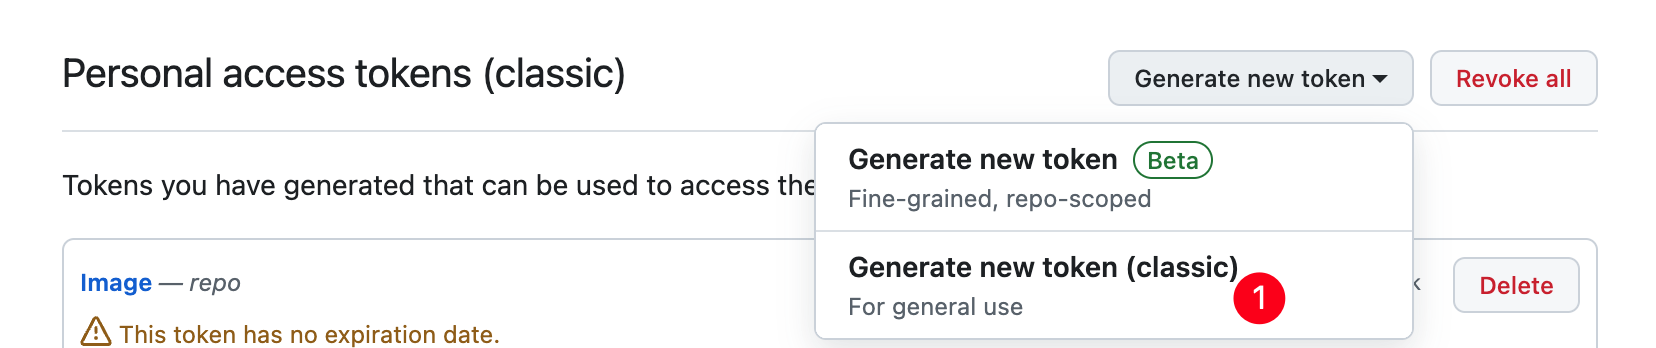 Personal access tokens (classic)
Generate new token
Revoke all
Generate new token Beta
Fine-grained, repo-scoped
Tokens you have generated that can be used to access the
Generate new token (classic)
For general use
1
Image — repo
Delete
This token has no expiration date.